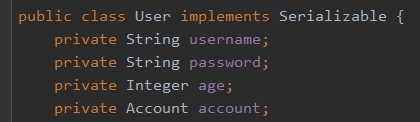 public class User implements Serializable {
private String username;
private String password;
private Integer age;
private Account account;